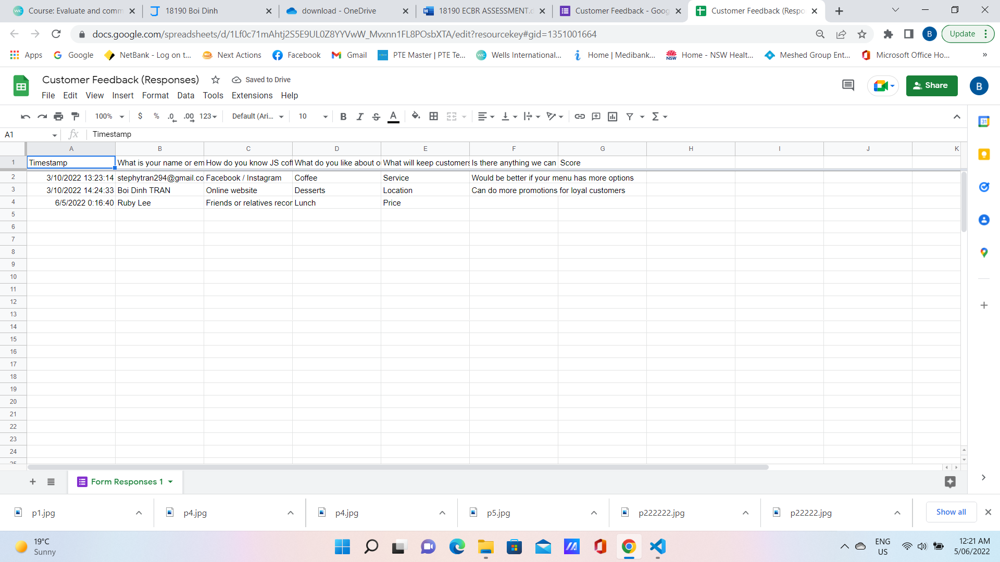 Course: Evaluate and comm
18190 Boi Dinh
download - OneDrive
18190 ECBR ASSESSMENT.d
Customer Feedback - Goog
Customer Feedback (Respo
docs.google.com/spreadsheets/d/1Lf0c71mAhtj2S5E9UL0Z8YYVwW_Mvxnn1FL8POsbXTA/edit?resourcekey#gid=1351001664
B
Update
Apps
Google
NetBank - Log on t...
Next Actions
Facebook
Gmail
PTE Master | PTE Te...
Wells International...
Home | Medibank...
Home - NSW Healt...
Meshed Group Ent...
Microsoft Office Ho...
»
Customer Feedback (Responses)
Saved to Drive
Share
B
File Edit View Insert Format Data Tools Extensions Help
100% $ % .0 .00 123 Default (Ari... 10 B I S A
A1 fx Timestamp
A B C D E F G H I J K
1 Timestamp What is your name or em How do you know JS coff What do you like about o What will keep customers Is there anything we can Score
2 3/10/2022 13:23:14 stephytran294@gmail.co Facebook / Instagram Coffee Service Would be better if your menu has more options
3 3/10/2022 14:24:33 Boi Dinh TRAN Online website Desserts Location Can do more promotions for loyal customers
4 6/5/2022 0:16:40 Ruby Lee Friends or relatives recor Lunch Price
5
6
7
8
9
10
11
12
13
14
15
16
17
18
19
20
21
22
23
24
25
Form Responses 1
p1.jpg
p4.jpg
p4.jpg
p5.jpg
p222222.jpg
p22222.jpg
Show all
19°C
Sunny
ENG
US
12:21 AM
5/06/2022